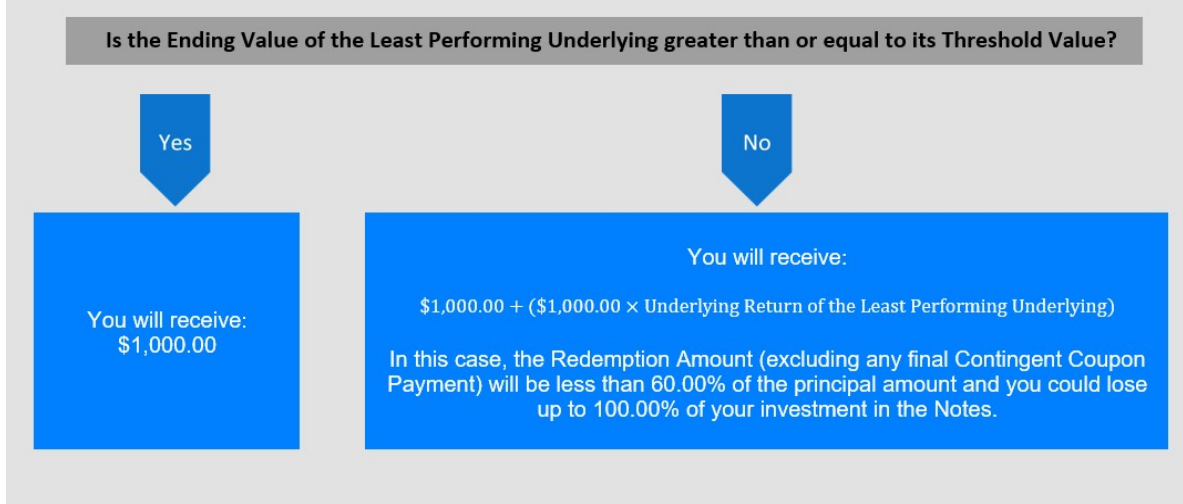 Is the Ending Value of the Least Performing Underlying greater than or equal to its Threshold Value?
Yes
No
You will receive:
$1,000.00
You will receive:
$1,000.00 + ($1,000.00 × Underlying Return of the Least Performing Underlying)
In this case, the Redemption Amount (excluding any final Contingent Coupon
Payment) will be less than 60.00% of the principal amount and you could lose
up to 100.00% of your investment in the Notes.